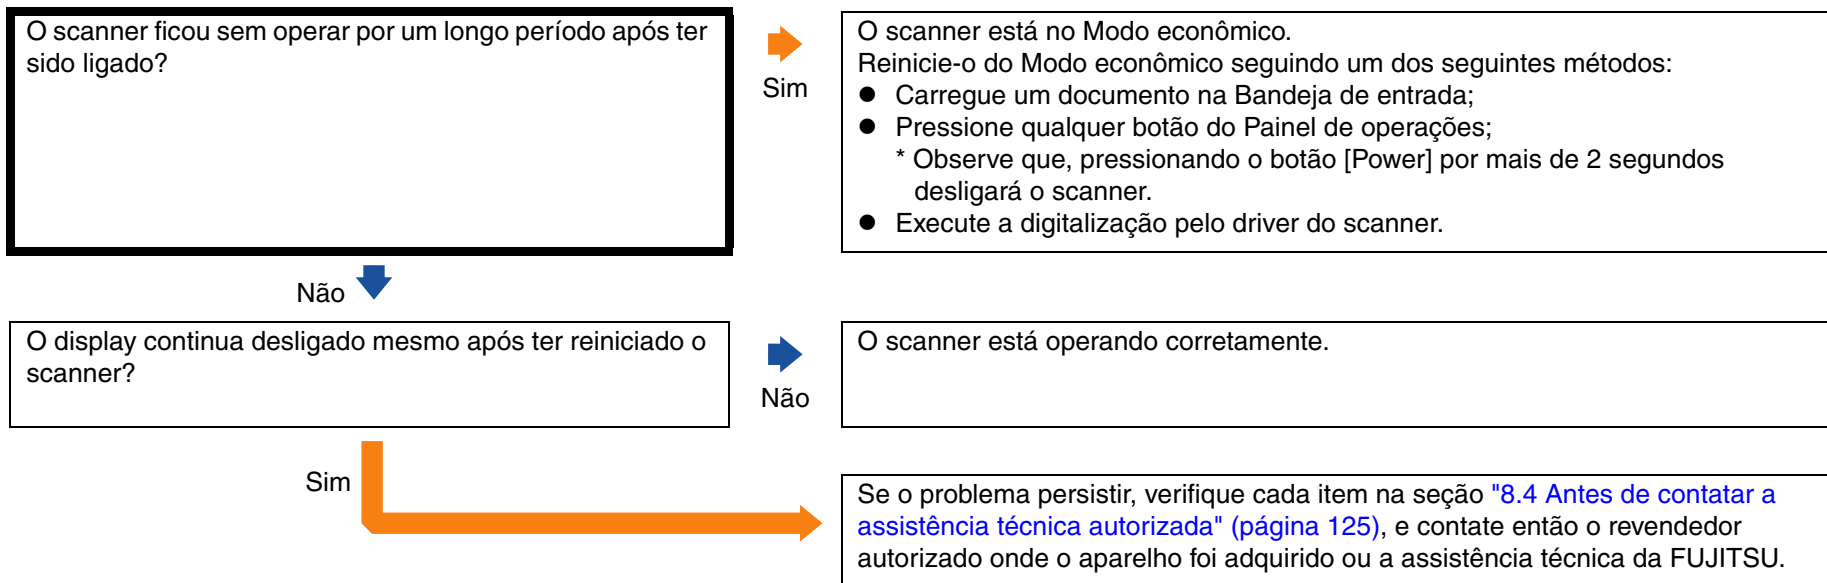 O scanner ficou sem operar por um longo período após ter
sido ligado?
Sim
O scanner está no Modo econômico.
Reinicie-o do Modo econômico seguindo um dos seguintes métodos:
● Carregue um documento na Bandeja de entrada;
● Pressione qualquer botão do Painel de operações;
* Observe que, pressionando o botão [Power] por mais de 2 segundos
desligará o scanner.
● Execute a digitalização pelo driver do scanner.
Não
O display continua desligado mesmo após ter reiniciado o
scanner?
Não
O scanner está operando corretamente.
Sim
Se o problema persistir, verifique cada item na seção "8.4 Antes de contatar a
assistência técnica autorizada" (página 125), e contate então o revendedor
autorizado onde o aparelho foi adquirido ou a assistência técnica da FUJITSU.